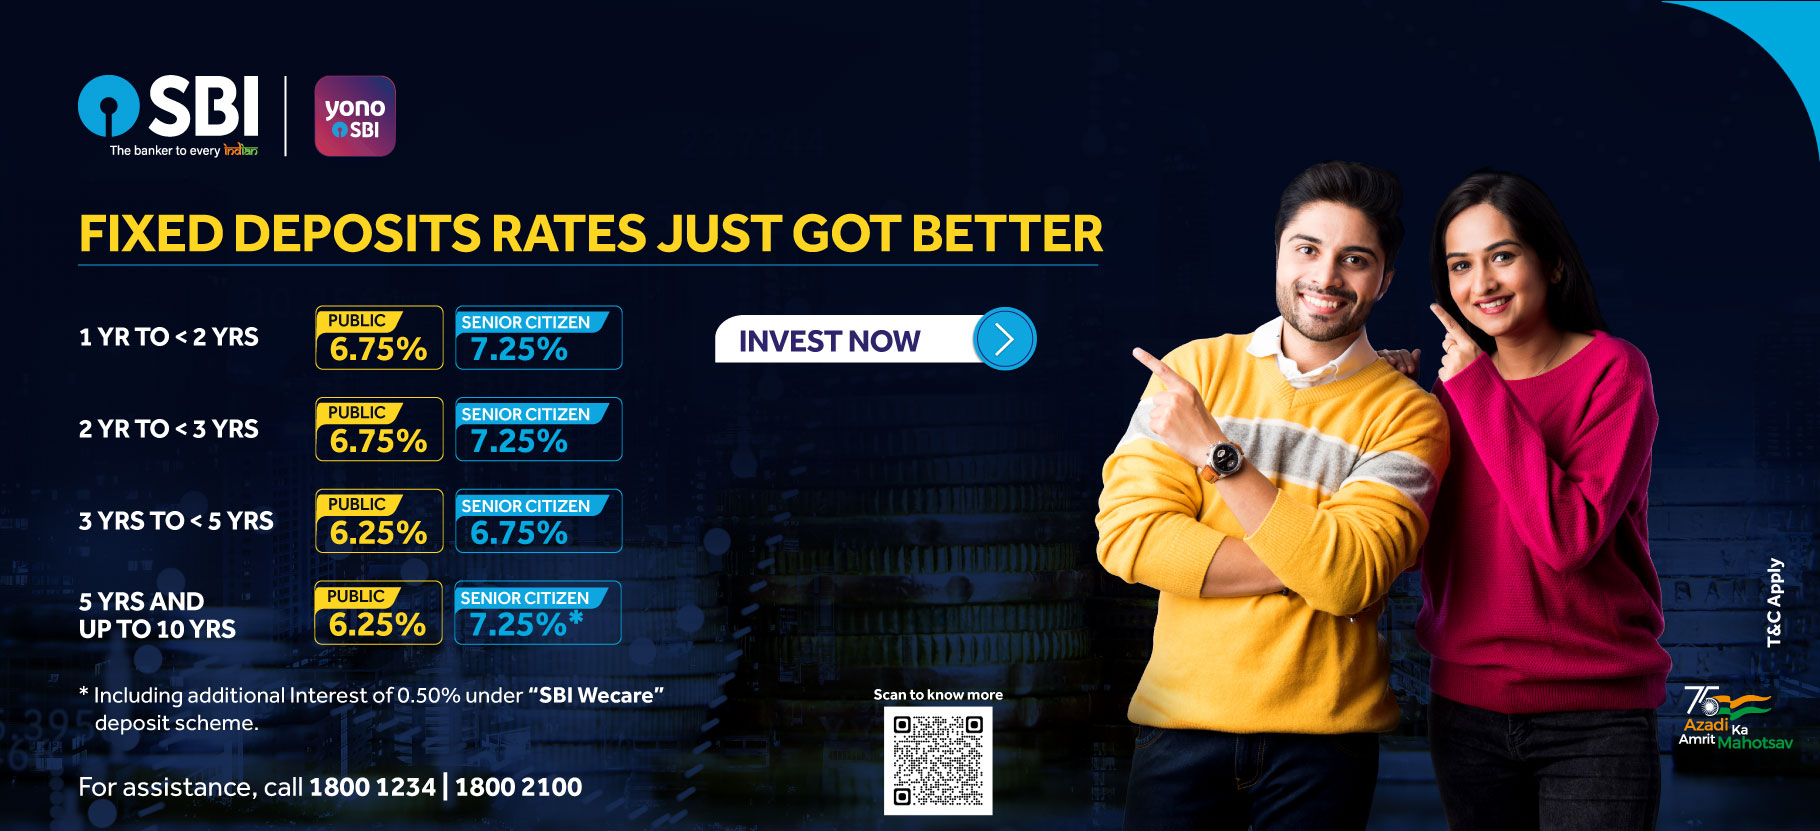 SBI
The banker to every indian
yono
SBI
FIXED DEPOSITS RATES JUST GOT BETTER
1 YR TO < 2 YRS
PUBLIC
6.75%
SENIOR CITIZEN
7.25%
INVEST NOW
2 YR TO < 3 YRS
PUBLIC
6.75%
SENIOR CITIZEN
7.25%
3 YRS TO < 5 YRS
PUBLIC
6.25%
SENIOR CITIZEN
6.75%
5 YRS AND
UP TO 10 YRS
PUBLIC
6.25%
SENIOR CITIZEN
7.25%*
* Including additional Interest of 0.50% under “SBI Wecare”
deposit scheme.
For assistance, call 1800 1234 | 1800 2100
Scan to know more
T&C Apply
75
Azadi Ka
Amrit Mahotsav